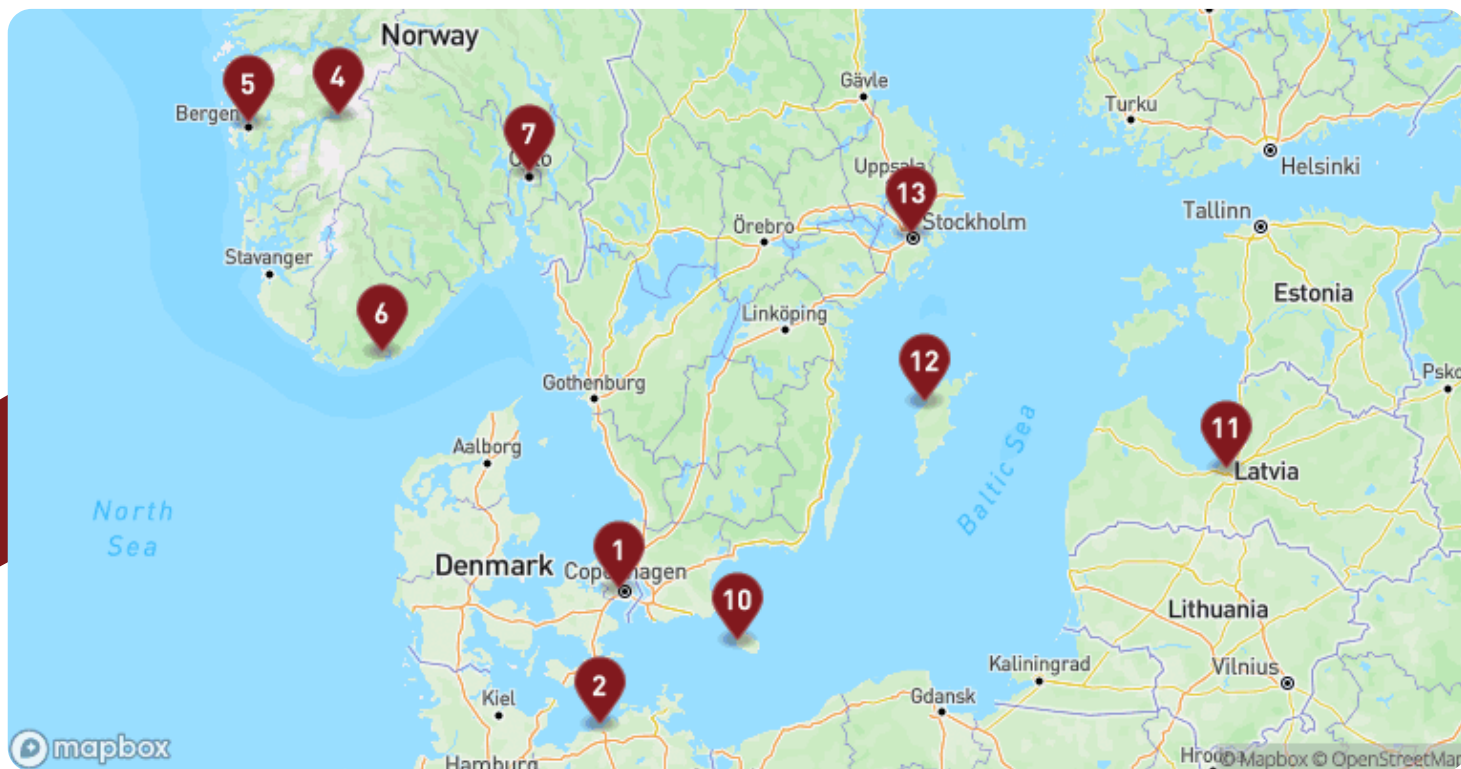 Norway
5
4
Bergen
7
Gävle
Turku
Helsinki
Uppsala
13
Stockholm
Tallinn
Örebro
Stavanger
6
Estonia
Linköping
12
Gothenburg
Aalborg
11
Latvia
Baltic Sea
North
Sea
1
Denmark
Copenhagen
10
Lithuania
2
Kaliningrad
Vilnius
Kiel
Gdansk
mapbox
Hamburg
© Mapbox © OpenStreetMap